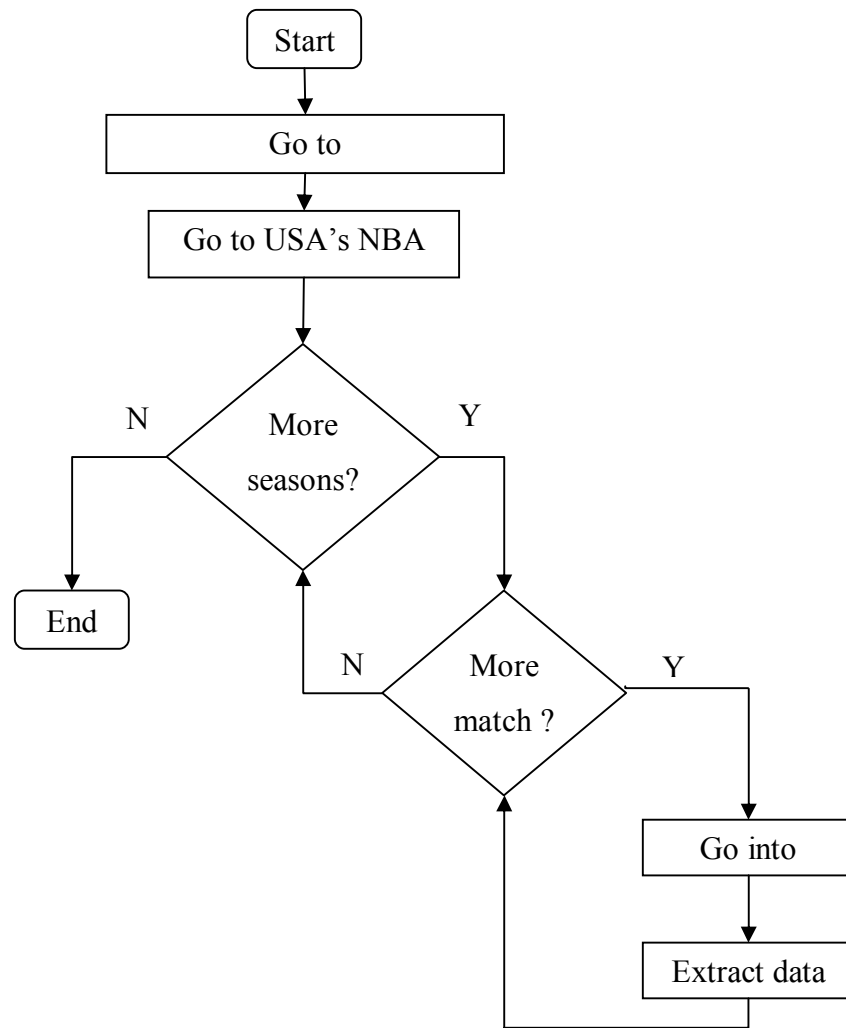 Start
Go to
Go to USA's NBA
N
Y
More
seasons?
End
N
Y
More
match ?
Go into
Extract data